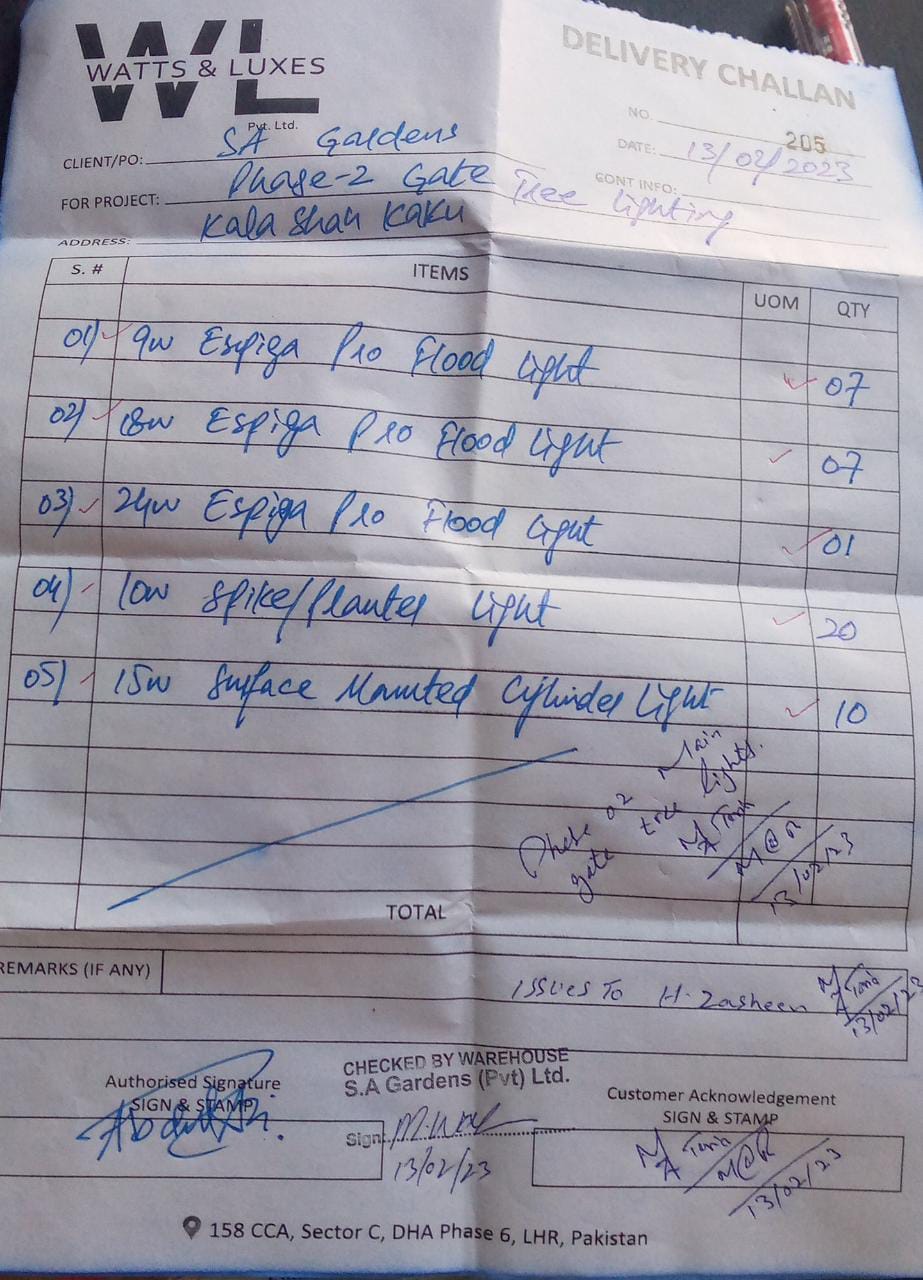 WL
WATTS & LUXES
Pvt. Ltd.
DELIVERY CHALLAN
NO. 205
DATE: 13/02/2023
CLIENT/PO: SA Gardens
CONT INFO:
FOR PROJECT: Phase-2 Gate Tree Lighting
ADDRESS: Kala Shah Kaku
S. # ITEMS UOM QTY
01) 9w Espiga Pro Flood Light 07
02) 18w Espiga Pro Flood Light 07
03) 24w Espiga Pro Flood Light 01
04) 10w Spike/Planter Light 20
05) 15w Surface Mounted Cylinder Light 10
Phase 02 Main
gate tree lights.
M@R
13/02/23
TOTAL
REMARKS (IF ANY)
Issues To H.
13/02/23
Authorised Signature
SIGN & STAMP
CHECKED BY WAREHOUSE
S.A Gardens (Pvt) Ltd.
Sign:
13/02/23
Customer Acknowledgement
SIGN & STAMP
M@R
13/02/23
158 CCA, Sector C, DHA Phase 6, LHR, Pakistan